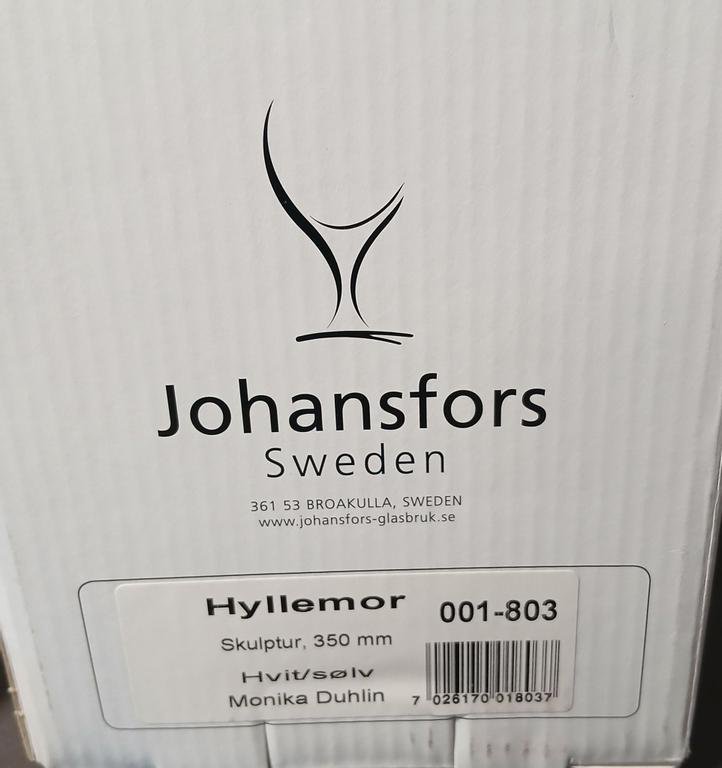 Johansfors
Sweden
361 53 BROAKULLA, SWEDEN
www.johansfors-glasbruk.se
Hyllemor
001-803
Skulptur, 350 mm
Hvit/sølv
Monika Duhlin
7 026170 018037